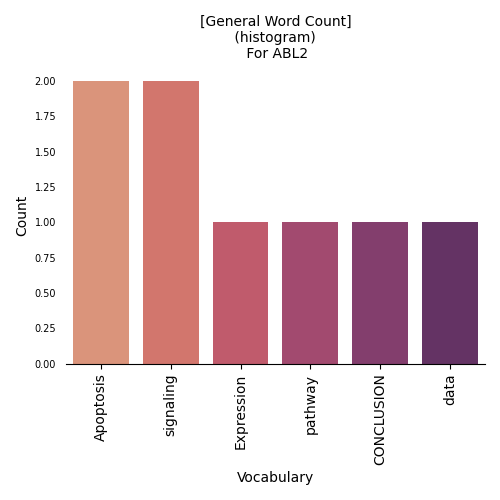 [General Word Count]
(histogram)
For ABL2
2.00
1.75
1.50
1.25
1.00
0.75
0.50
0.25
0.00
Count
Apoptosis
signaling
Expression
pathway
CONCLUSION
data
Vocabulary